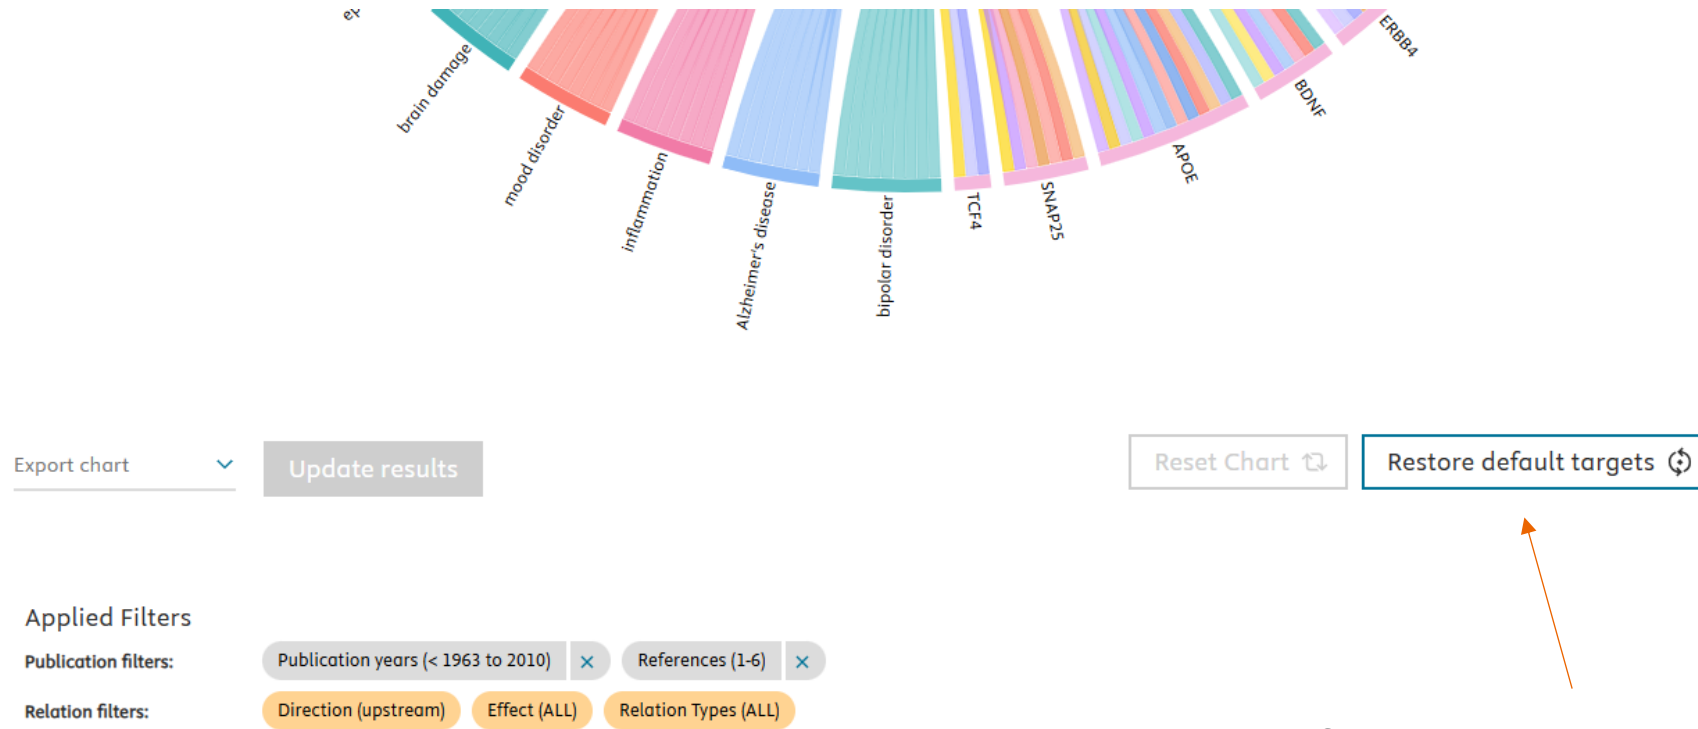 ep
brain damage
mood disorder
inflammation
Alzheimer's disease
bipolar disorder
TCF4
SNAP25
APOE
BDNF
ERBB4
Export chart
Update results
Reset Chart
Restore default targets
Applied Filters
Publication filters: Publication years (< 1963 to 2010) × References (1-6) ×
Relation filters: Direction (upstream) Effect (ALL) Relation Types (ALL)